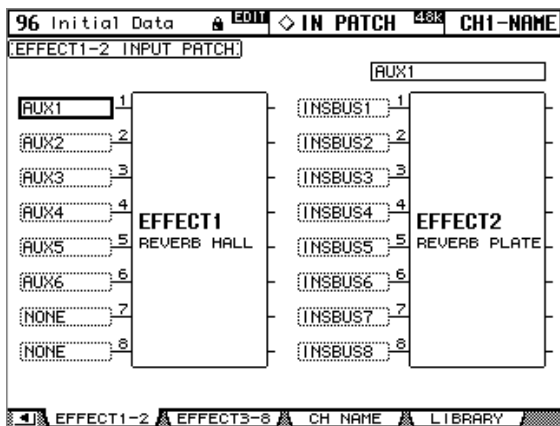 96 Initial Data EDIT IN PATCH 48K CH1-NAME
EFFECT1-2 INPUT PATCH
AUX1
AUX1 1
AUX2 2
AUX3 3
AUX4 4
AUX5 5
AUX6 6
NONE 7
NONE 8
EFFECT1
REVERB HALL
INSBUS1 1
INSBUS2 2
INSBUS3 3
INSBUS4 4
INSBUS5 5
INSBUS6 6
INSBUS7 7
INSBUS8 8
EFFECT2
REVERB PLATE
EFFECT1-2 EFFECT3-8 CH NAME LIBRARY